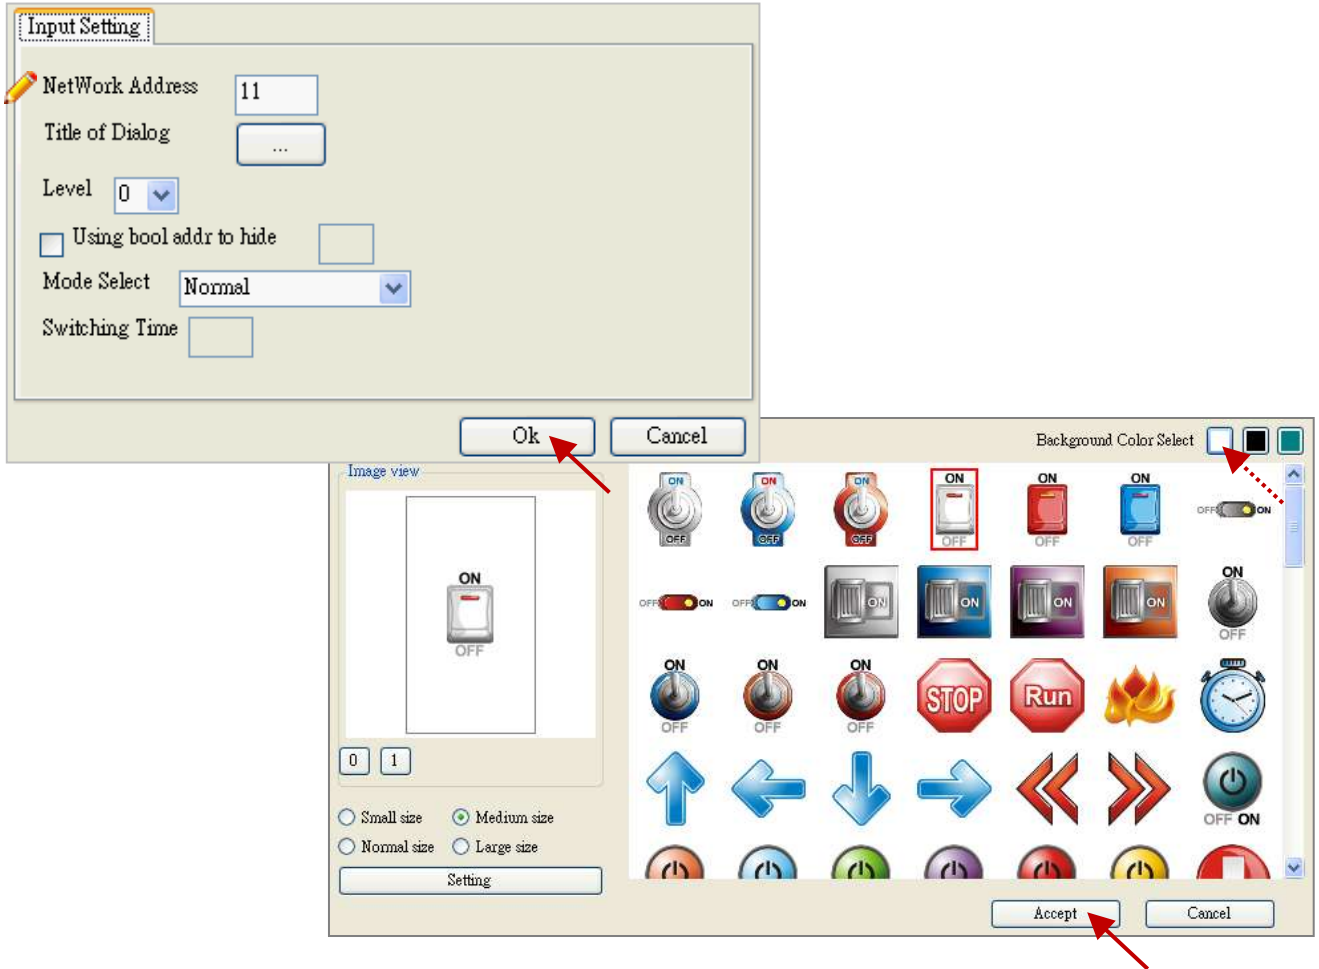 Input Setting
NetWork Address 11
Title of Dialog ...
Level 0
Using bool addr to hide
Mode Select Normal
Switching Time
Ok Cancel
Background Color Select
Image view
ON
OFF
0 1
Small size Medium size
Normal size Large size
Setting
ON ON ON ON ON ON OFF ON
OFF OFF OFF OFF OFF OFF
OFF ON OFF ON ON ON ON ON ON
OFF
ON ON ON STOP Run
OFF OFF OFF
OFF ON
Accept Cancel